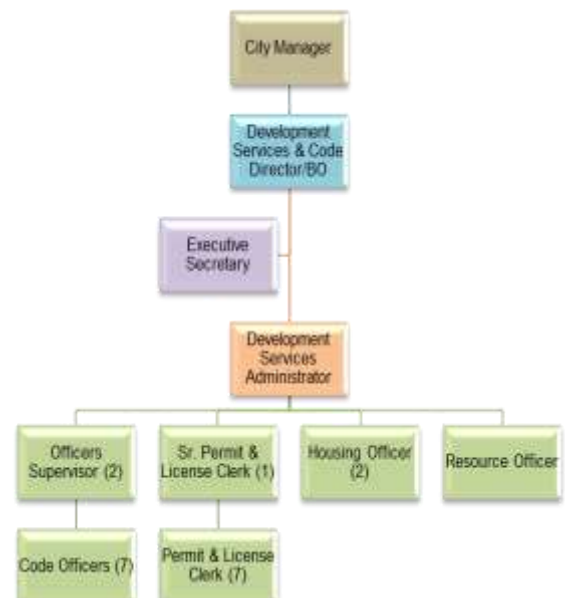 City Manager
Development
Services & Code
Director/BO
Executive
Secretary
Development
Services
Administrator
Officers
Supervisor (2)
Sr. Permit &
License Clerk (1)
Housing Officer
(2)
Resource Officer
Code Officers (7)
Permit & License
Clerk (7)